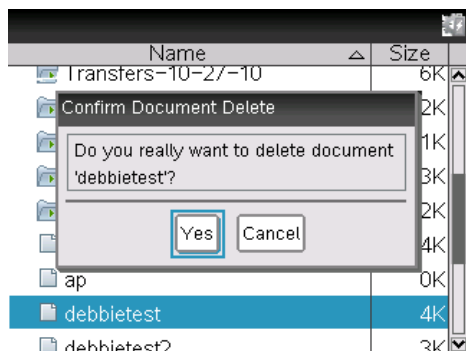 Name Size
Transfers-10-27-10 6K
2K
Confirm Document Delete
1K
Do you really want to delete document
'debbietest'?
3K
2K
Yes Cancel
4K
ap 0K
debbietest 4K
debbietest2 3K